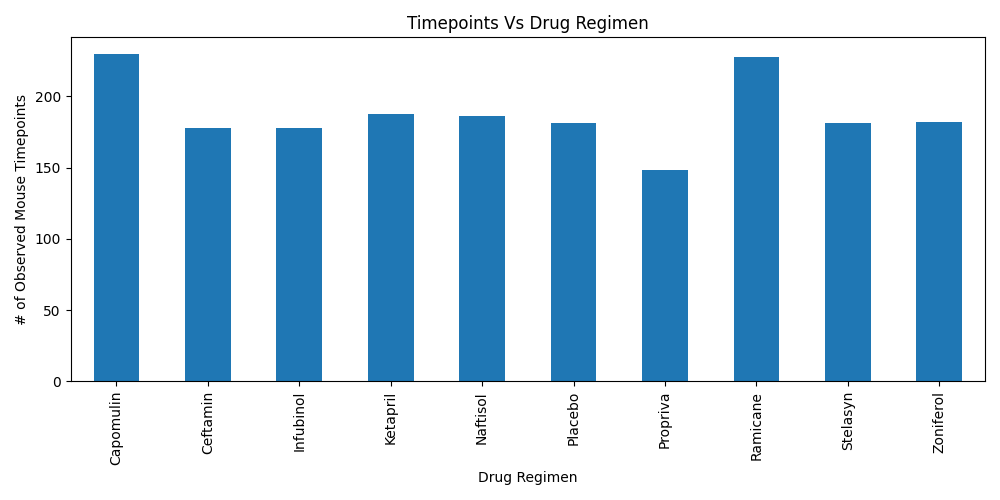 Timepoints Vs Drug Regimen
# of Observed Mouse Timepoints
200
150
100
50
0
Capomulin
Ceftamin
Infubinol
Ketapril
Naftisol
Placebo
Propriva
Ramicane
Stelasyn
Zoniferol
Drug Regimen